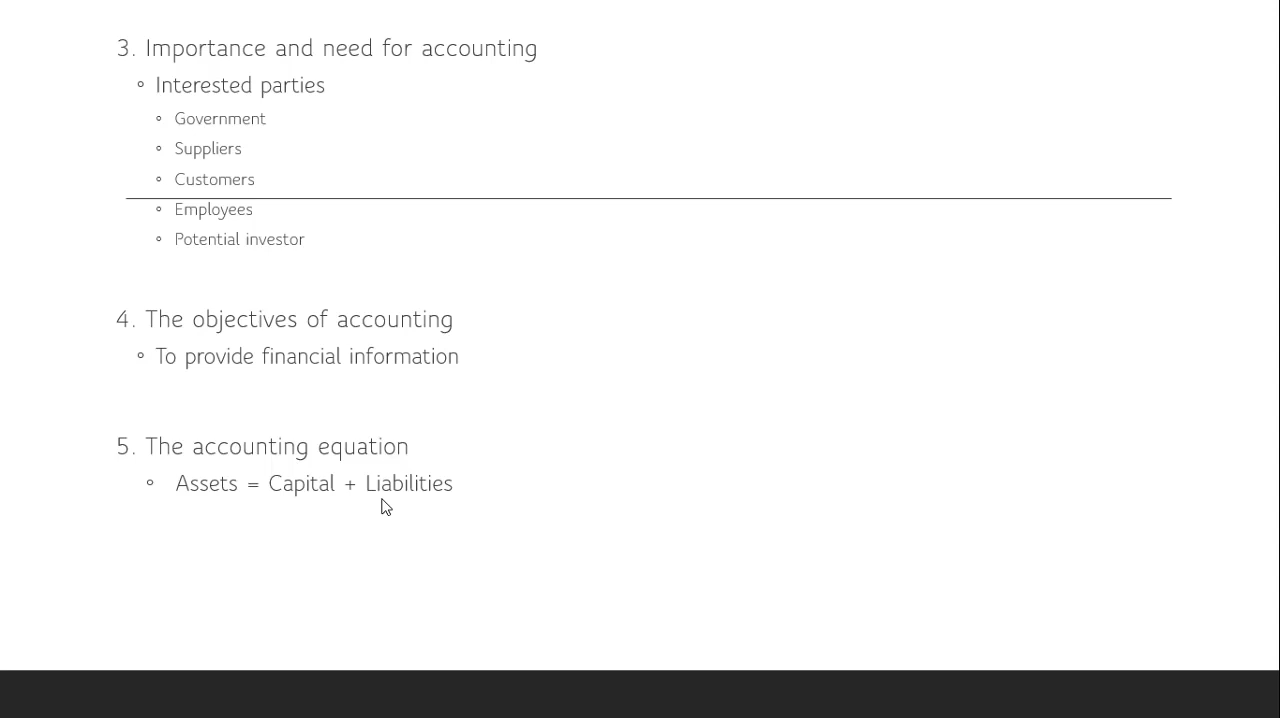 3. Importance and need for accounting
◦ Interested parties
◦ Government
◦ Suppliers
◦ Customers
◦ Employees
◦ Potential investor
4. The objectives of accounting
◦ To provide financial information
5. The accounting equation
◦ Assets = Capital + Liabilities